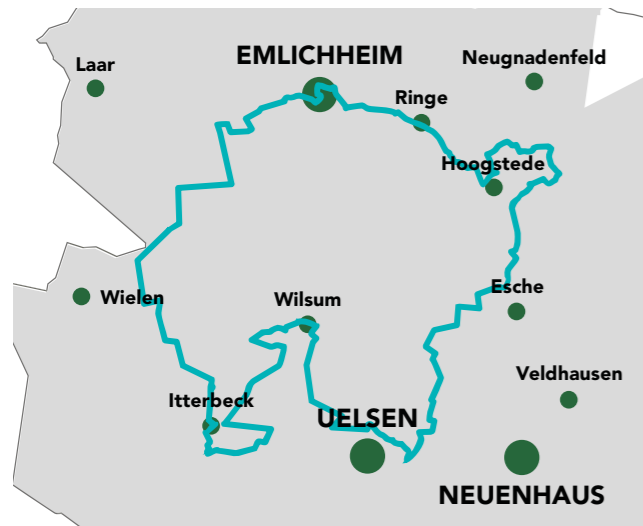 EMLICHHEIM
Neugnadenfeld
Laar
Ringe
Hoogstede
Esche
Wielen
Wilsum
Veldhausen
Itterbeck
UELSEN
NEUENHAUS